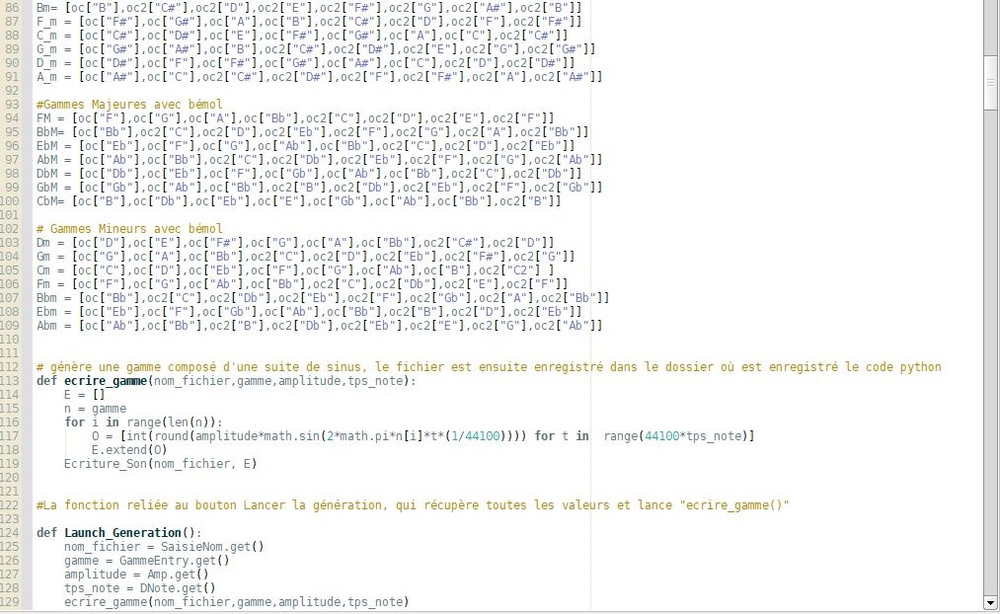 86 Bm= [oc["B"],oc2["C#"],oc2["D"],oc2["E"],oc2["F#"],oc2["G"],oc2["A#"],oc2["B"]]
87 F_m = [oc["F#"],oc["G#"],oc["A"],oc["B"],oc2["C#"],oc2["D"],oc2["F"],oc2["F#"]]
88 C_m = [oc["C#"],oc["D#"],oc["E"],oc["F#"],oc["G#"],oc["A"],oc["C"],oc2["C#"]]
89 G_m = [oc["G#"],oc["A#"],oc["B"],oc2["C#"],oc2["D#"],oc2["E"],oc2["G"],oc2["G#"]]
90 D_m = [oc["D#"],oc["F"],oc["F#"],oc["G#"],oc["A#"],oc["C"],oc2["D"],oc2["D#"]]
91 A_m = [oc["A#"],oc["C"],oc2["C#"],oc2["D#"],oc2["F"],oc2["F#"],oc2["A"],oc2["A#"]]
92
93 #Gammes Majeures avec bémol
94 FM = [oc["F"],oc["G"],oc["A"],oc["Bb"],oc2["C"],oc2["D"],oc2["E"],oc2["F"]]
95 BbM= [oc["Bb"],oc2["C"],oc2["D"],oc2["Eb"],oc2["F"],oc2["G"],oc2["A"],oc2["Bb"]]
96 EbM = [oc["Eb"],oc["F"],oc["G"],oc["Ab"],oc["Bb"],oc2["C"],oc2["D"],oc2["Eb"]]
97 AbM = [oc["Ab"],oc["Bb"],oc2["C"],oc2["Db"],oc2["Eb"],oc2["F"],oc2["G"],oc2["Ab"]]
98 DbM = [oc["Db"],oc["Eb"],oc["F"],oc["Gb"],oc["Ab"],oc["Bb"],oc2["C"],oc2["Db"]]
99 GbM = [oc["Gb"],oc["Ab"],oc["Bb"],oc2["B"],oc2["Db"],oc2["Eb"],oc2["F"],oc2["Gb"]]
100 CbM= [oc["B"],oc["Db"],oc["Eb"],oc["E"],oc["Gb"],oc["Ab"],oc["Bb"],oc2["B"]]
101
102 # Gammes Mineurs avec bémol
103 Dm = [oc["D"],oc["E"],oc["F#"],oc["G"],oc["A"],oc["Bb"],oc2["C#"],oc2["D"]]
104 Gm = [oc["G"],oc["A"],oc["Bb"],oc2["C"],oc2["D"],oc2["Eb"],oc2["F#"],oc2["G"]]
105 Cm = [oc["C"],oc["D"],oc["Eb"],oc["F"],oc["G"],oc["Ab"],oc["B"],oc2["C2"] ]
106 Fm = [oc["F"],oc["G"],oc["Ab"],oc["Bb"],oc2["C"],oc2["Db"],oc2["E"],oc2["F"]]
107 Bbm = [oc["Bb"],oc2["C"],oc2["Db"],oc2["Eb"],oc2["F"],oc2["Gb"],oc2["A"],oc2["Bb"]]
108 Ebm = [oc["Eb"],oc["F"],oc["Gb"],oc["Ab"],oc["Bb"],oc2["B"],oc2["D"],oc2["Eb"]]
109 Abm = [oc["Ab"],oc["Bb"],oc2["B"],oc2["Db"],oc2["Eb"],oc2["E"],oc2["G"],oc2["Ab"]]
110
111
112 # génère une gamme composé d'une suite de sinus, le fichier est ensuite enregistré dans le dossier où est enregistré le code python
113 def ecrire_gamme(nom_fichier,gamme,amplitude,tps_note):
114     E = []
115     n = gamme
116     for i in range(len(n)):
117         O = [int(round(amplitude*math.sin(2*math.pi*n[i]*t*(1/44100)))) for t in  range(44100*tps_note)]
118         E.extend(O)
119     Ecriture_Son(nom_fichier, E)
120
121
122 #La fonction reliée au bouton Lancer la génération, qui récupère toutes les valeurs et lance "ecrire_gamme()"
123
124 def Launch_Generation():
125     nom_fichier = SaisieNom.get()
126     gamme = GammeEntry.get()
127     amplitude = Amp.get()
128     tps_note = DNote.get()
129     ecrire_gamme(nom_fichier,gamme,amplitude,tps_note)